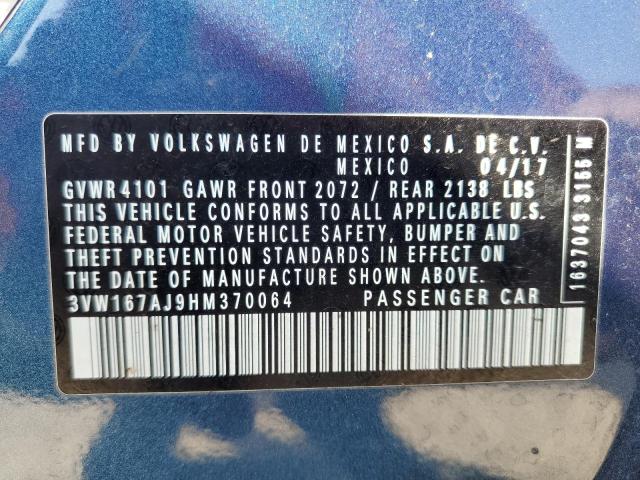 MFD BY VOLKSWAGEN DE MEXICO S.A. DE C.V.
MEXICO 04/17
GVWR 4101 GAWR FRONT 2072 / REAR 2138 LBS
THIS VEHICLE CONFORMS TO ALL APPLICABLE U.S.
FEDERAL MOTOR VEHICLE SAFETY, BUMPER AND
THEFT PREVENTION STANDARDS IN EFFECT ON
THE DATE OF MANUFACTURE SHOWN ABOVE.
3VW167AJ9HM370064 PASSENGER CAR
1637043 3155 M